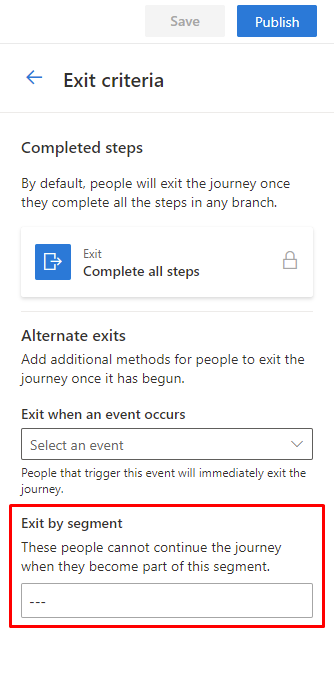 Save
Publish
Exit criteria
Completed steps
By default, people will exit the journey once
they complete all the steps in any branch.
Exit
Complete all steps
Alternate exits
Add additional methods for people to exit the
journey once it has begun.
Exit when an event occurs
Select an event
People that trigger this event will immediately exit the
journey.
Exit by segment
These people cannot continue the journey
when they become part of this segment.
---